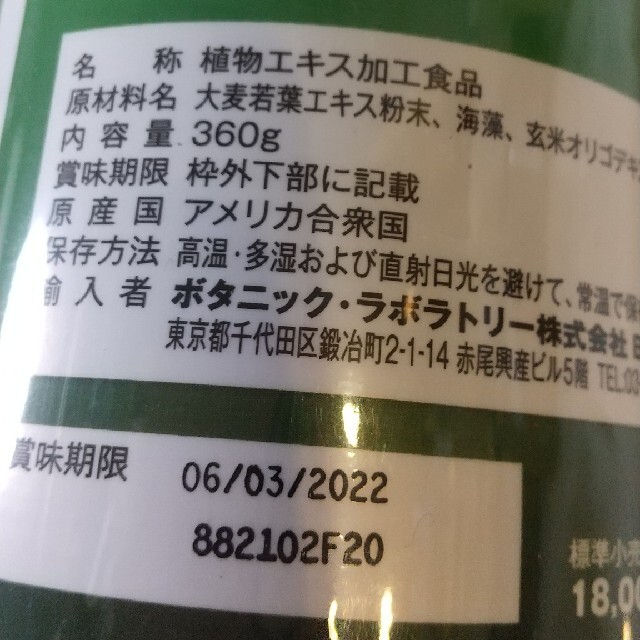 名称 植物エキス加工食品
原材料名 大麦若葉エキス粉末、海藻、玄米オリゴデキ
内容量 360g
賞味期限 枠外下部に記載
原産国 アメリカ合衆国
保存方法 高温・多湿および直射日光を避けて、常温で保
輸入者 ボタニック・ラボラトリー株式会社
東京都千代田区鍛冶町2-1-14 赤尾興産ビル5階 TEL.03
賞味期限 06/03/2022
882102F20
標準小売
18,00